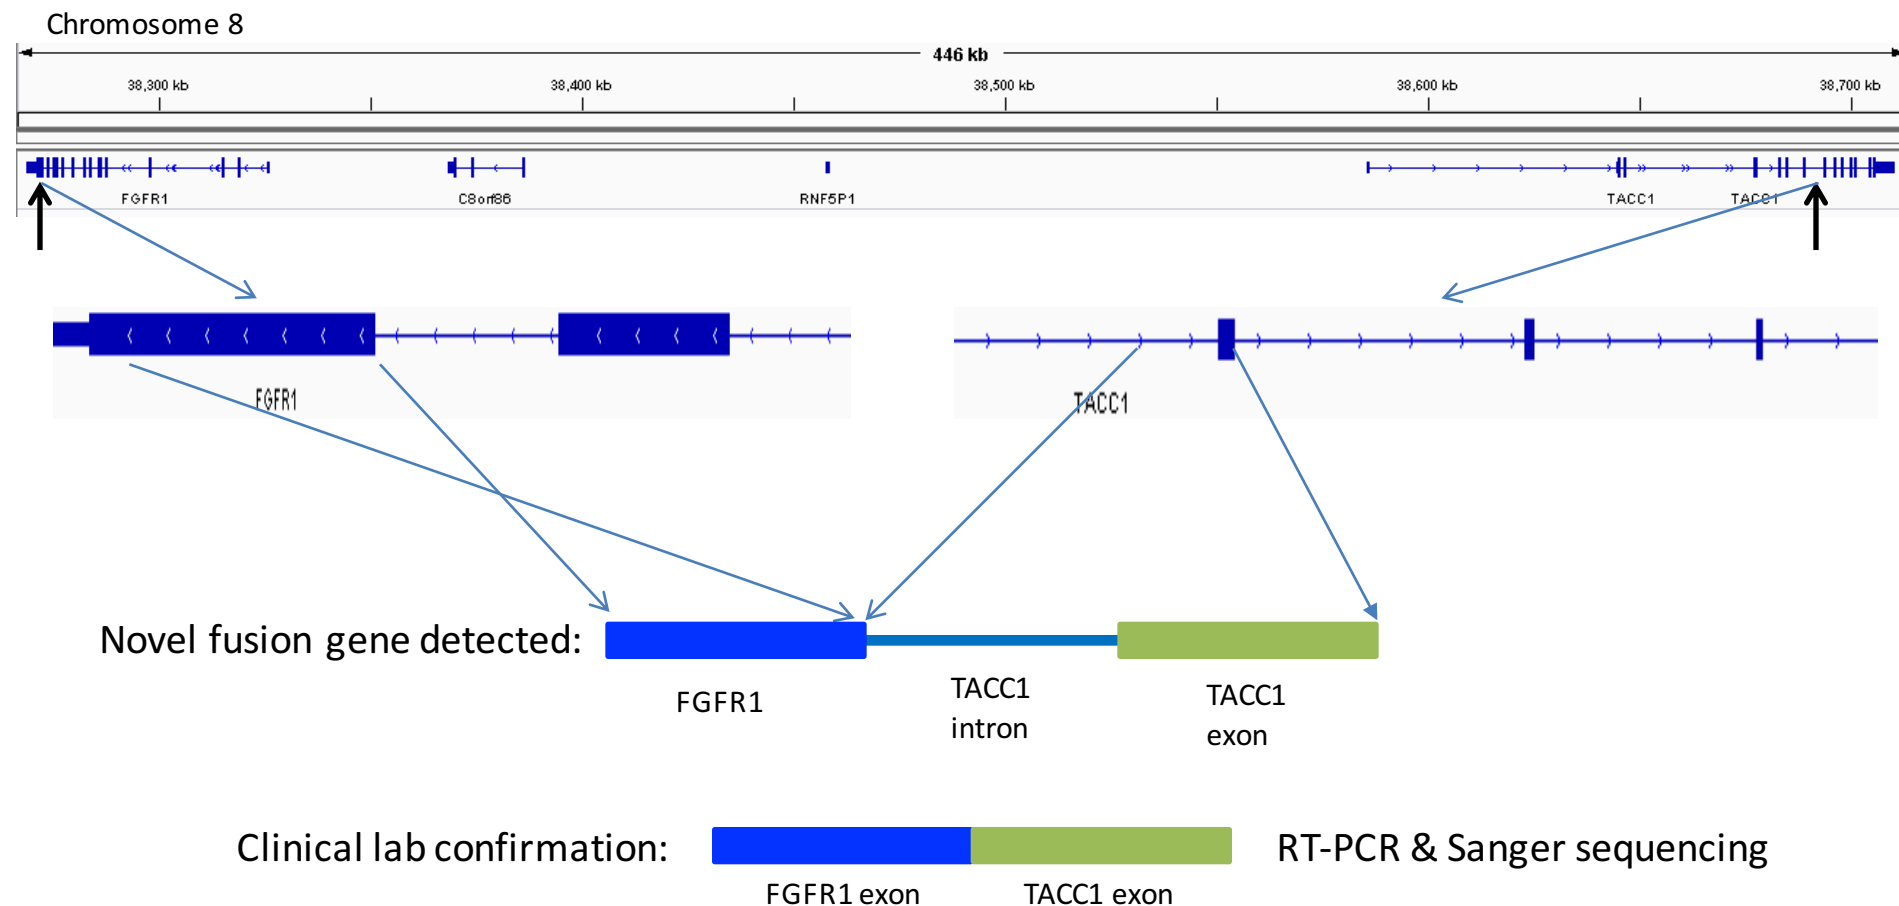 Chromosome 8
446 kb
38,300 kb 38,400 kb 38,500 kb 38,600 kb 38,700 kb
FGFR1 C8orf86 RNF5P1 TACC1 TACC1
FGFR1 TACC1
Novel fusion gene detected:
FGFR1
TACC1
intron
TACC1
exon
Clinical lab confirmation: RT-PCR & Sanger sequencing
FGFR1 exon TACC1 exon